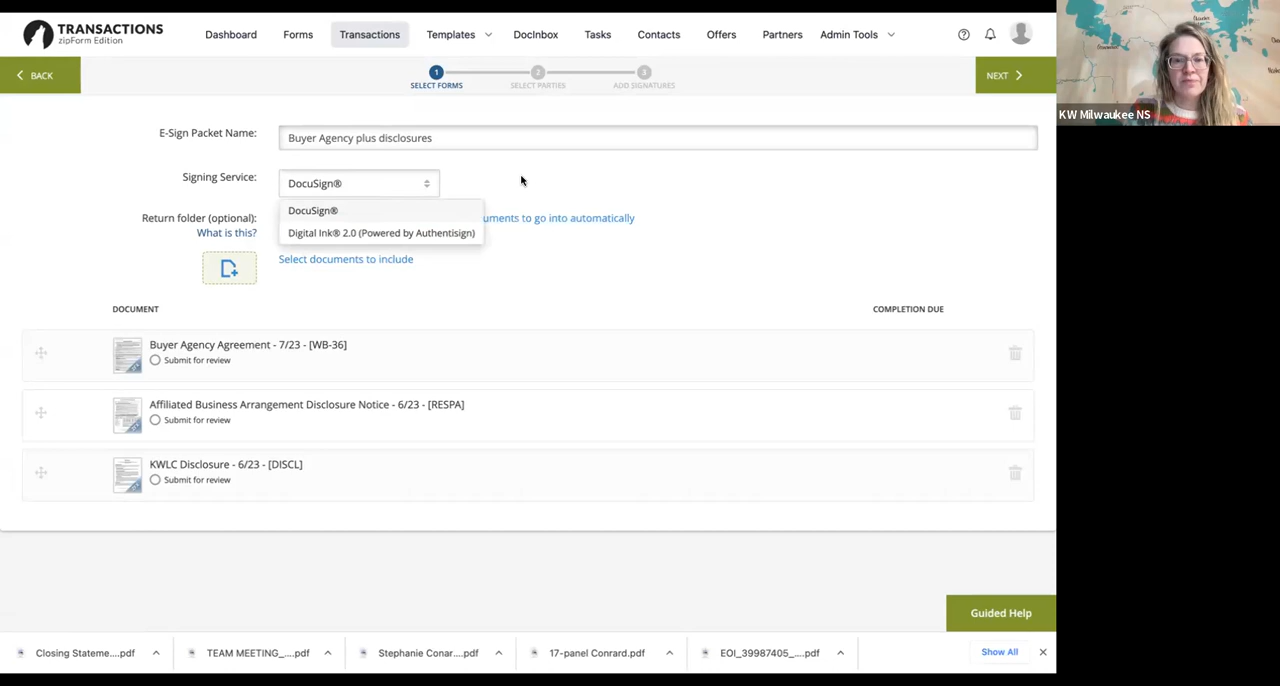 TRANSACTIONS
zipForm Edition
Dashboard Forms Transactions Templates DocInbox Tasks Contacts Offers Partners Admin Tools
BACK
1 2 3
SELECT FORMS SELECT PARTIES ADD SIGNATURES
NEXT
KW Milwaukee NS
E-Sign Packet Name: Buyer Agency plus disclosures
Signing Service: DocuSign®
DocuSign®
Return folder (optional): uments to go into automatically
What is this? Digital Ink® 2.0 (Powered by Authentisign)
Select documents to include
DOCUMENT COMPLETION DUE
Buyer Agency Agreement - 7/23 - [WB-36]
Submit for review
Affiliated Business Arrangement Disclosure Notice - 6/23 - [RESPA]
Submit for review
KWLC Disclosure - 6/23 - [DISCL]
Submit for review
Guided Help
Closing Stateme....pdf TEAM MEETING_....pdf Stephanie Conar....pdf 17-panel Conrard.pdf EOI_39987405_....pdf Show All